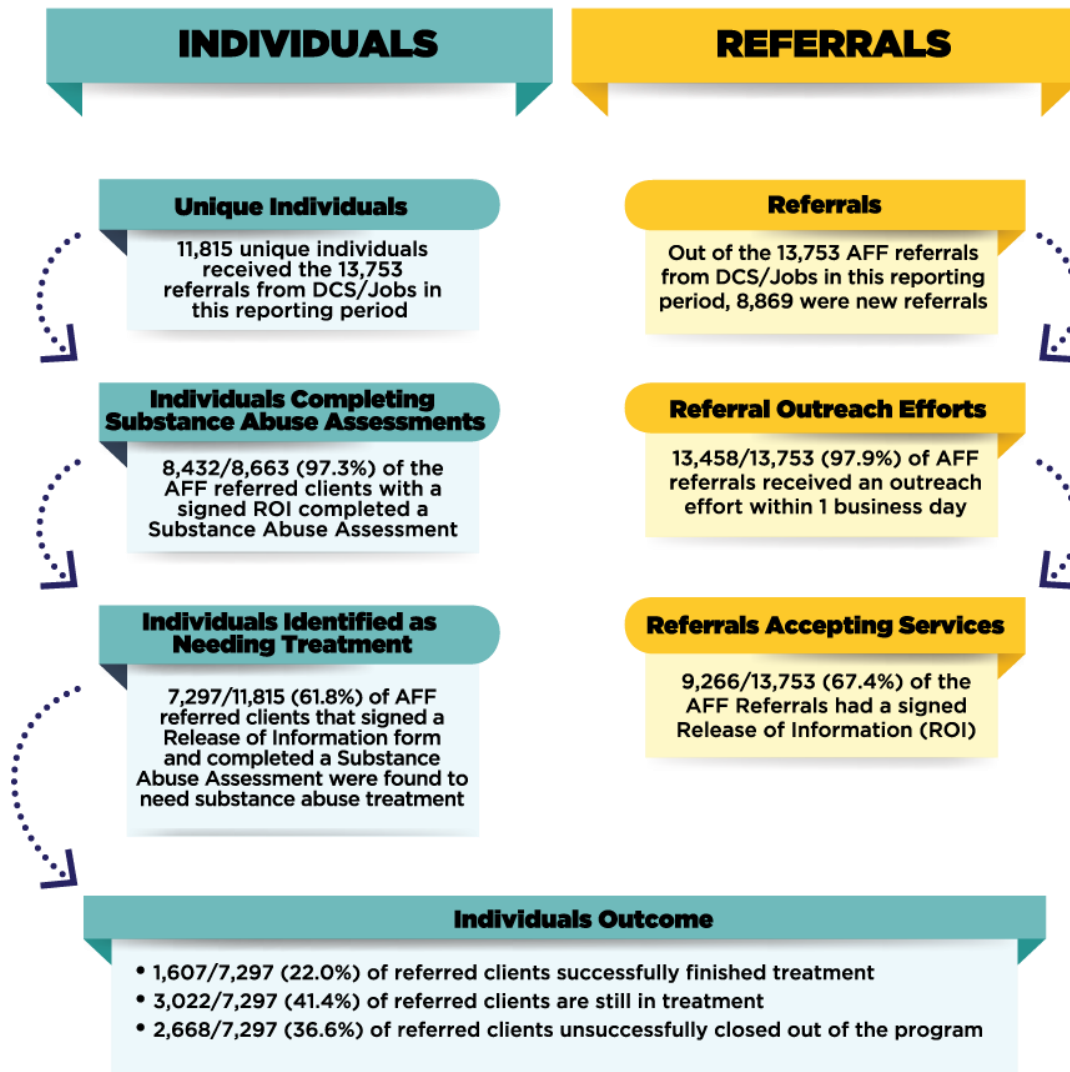 INDIVIDUALS
Unique Individuals
11,815 unique individuals
received the 13,753
referrals from DCS/Jobs in
this reporting period
Individuals Completing
Substance Abuse Assessments
8,432/8,663 (97.3%) of the
AFF referred clients with a
signed ROI completed a
Substance Abuse Assessment
Individuals Identified as
Needing Treatment
7,297/11,815 (61.8%) of AFF
referred clients that signed a
Release of Information form
and completed a Substance
Abuse Assessment were found to
need substance abuse treatment
REFERRALS
Referrals
Out of the 13,753 AFF referrals
from DCS/Jobs in this reporting
period, 8,869 were new referrals
Referral Outreach Efforts
13,458/13,753 (97.9%) of AFF
referrals received an outreach
effort within 1 business day
Referrals Accepting Services
9,266/13,753 (67.4%) of the
AFF Referrals had a signed
Release of Information (ROI)
Individuals Outcome
• 1,607/7,297 (22.0%) of referred clients successfully finished treatment
• 3,022/7,297 (41.4%) of referred clients are still in treatment
• 2,668/7,297 (36.6%) of referred clients unsuccessfully closed out of the program